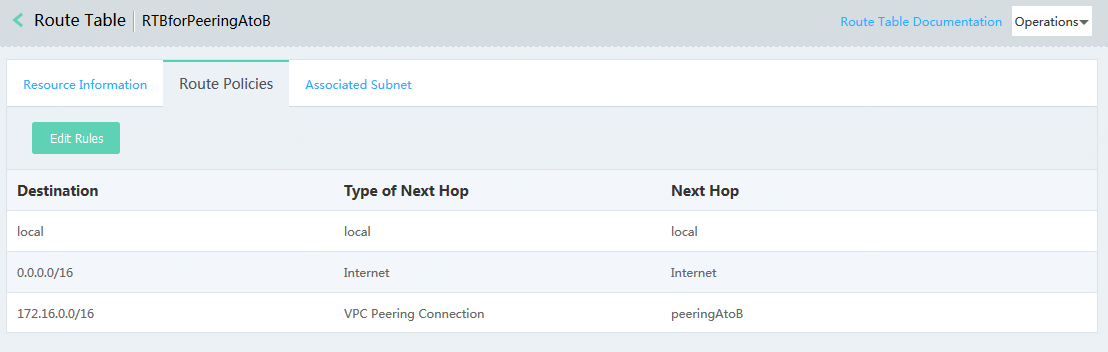 Route Table RTBforPeeringAtoB Route Table Documentation Operations
Resource Information Route Policies Associated Subnet
Edit Rules
Destination Type of Next Hop Next Hop
local local local
0.0.0.0/16 Internet Internet
172.16.0.0/16 VPC Peering Connection peeringAtoB